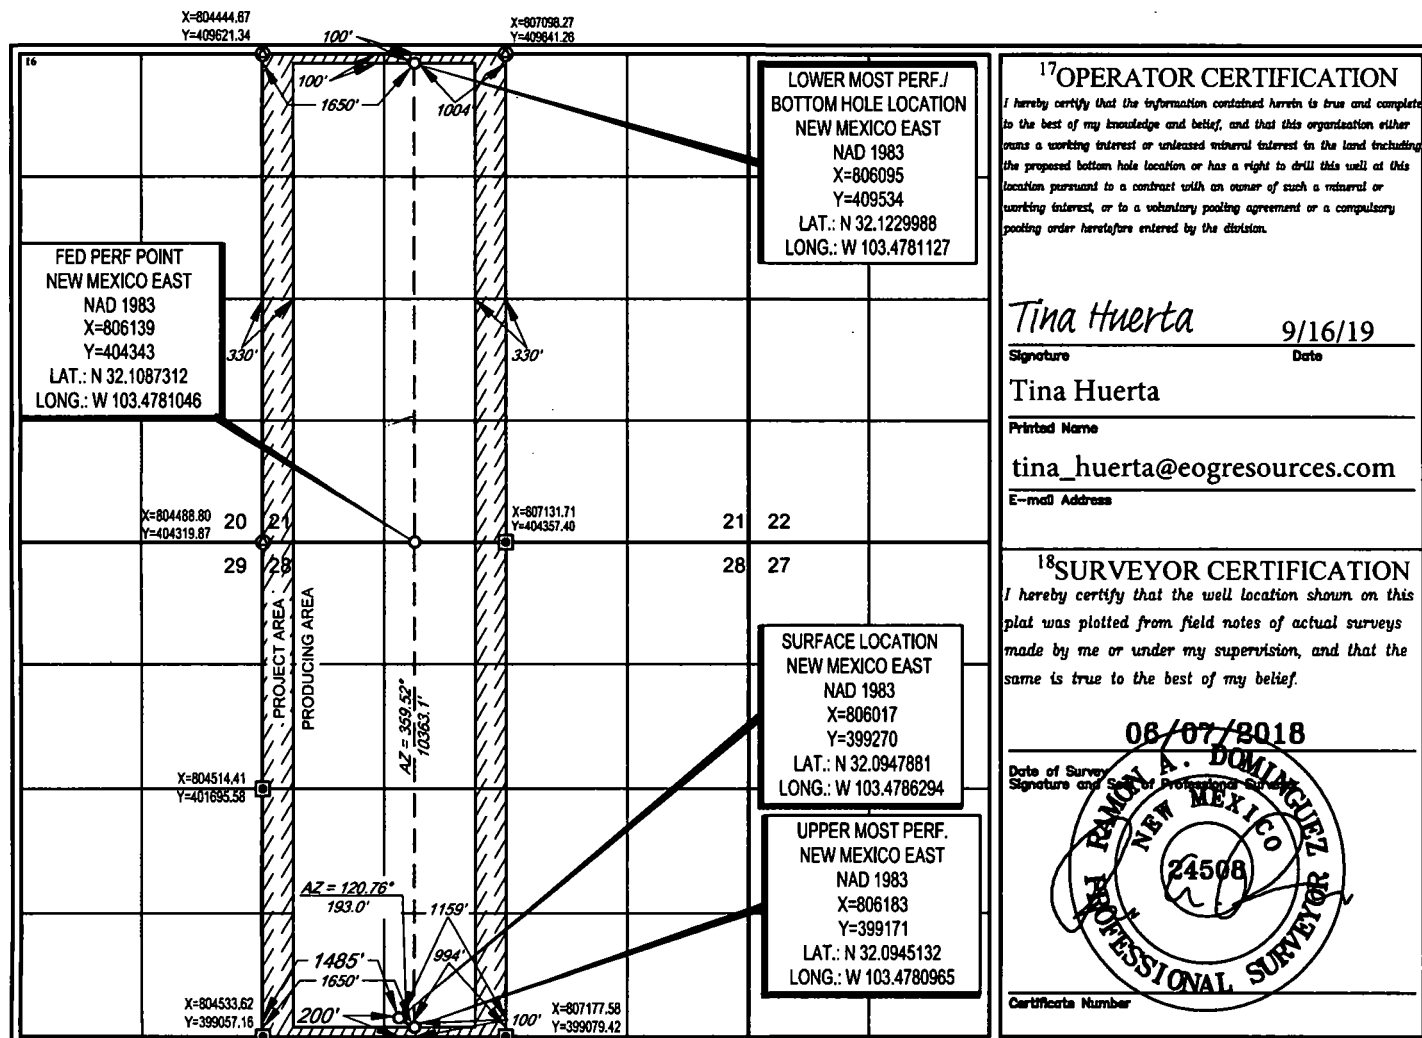 X=804444.67
Y=409621.34
X=807098.27
Y=409641.26
16
100'
100'
1650'
1004'
LOWER MOST PERF./
BOTTOM HOLE LOCATION
NEW MEXICO EAST
NAD 1983
X=806095
Y=409534
LAT.: N 32.1229988
LONG.: W 103.4781127
FED PERF POINT
NEW MEXICO EAST
NAD 1983
X=806139
Y=404343
LAT.: N 32.1087312
LONG.: W 103.4781046
330'
330'
X=804488.80
Y=404319.87
20 21
29 28
X=807131.71
Y=404357.40
21 22
28 27
PROJECT AREA
PRODUCING AREA
AZ = 359.52°
10363.1'
SURFACE LOCATION
NEW MEXICO EAST
NAD 1983
X=806017
Y=399270
LAT.: N 32.0947881
LONG.: W 103.4786294
X=804514.41
Y=401695.58
UPPER MOST PERF.
NEW MEXICO EAST
NAD 1983
X=806183
Y=399171
LAT.: N 32.0945132
LONG.: W 103.4780965
AZ = 120.76°
193.0'
1159'
994'
1485'
1650'
200'
100'
X=804533.62
Y=399057.16
X=807177.58
Y=399079.42
17OPERATOR CERTIFICATION
I hereby certify that the information contained herein is true and complete
to the best of my knowledge and belief, and that this organization either
owns a working interest or unleased mineral interest in the land including
the proposed bottom hole location or has a right to drill this well at this
location pursuant to a contract with an owner of such a mineral or
working interest, or to a voluntary pooling agreement or a compulsory
pooling order heretofore entered by the division.
Tina Huerta 9/16/19
Signature Date
Tina Huerta
Printed Name
tina_huerta@eogresources.com
E-mail Address
18SURVEYOR CERTIFICATION
I hereby certify that the well location shown on this
plat was plotted from field notes of actual surveys
made by me or under my supervision, and that the
same is true to the best of my belief.
06/07/2018
Date of Survey
Signature and Seal of Professional Surveyor
RAMON A. DOMINGUEZ
NEW MEXICO
24508
PROFESSIONAL SURVEYOR
Certificate Number